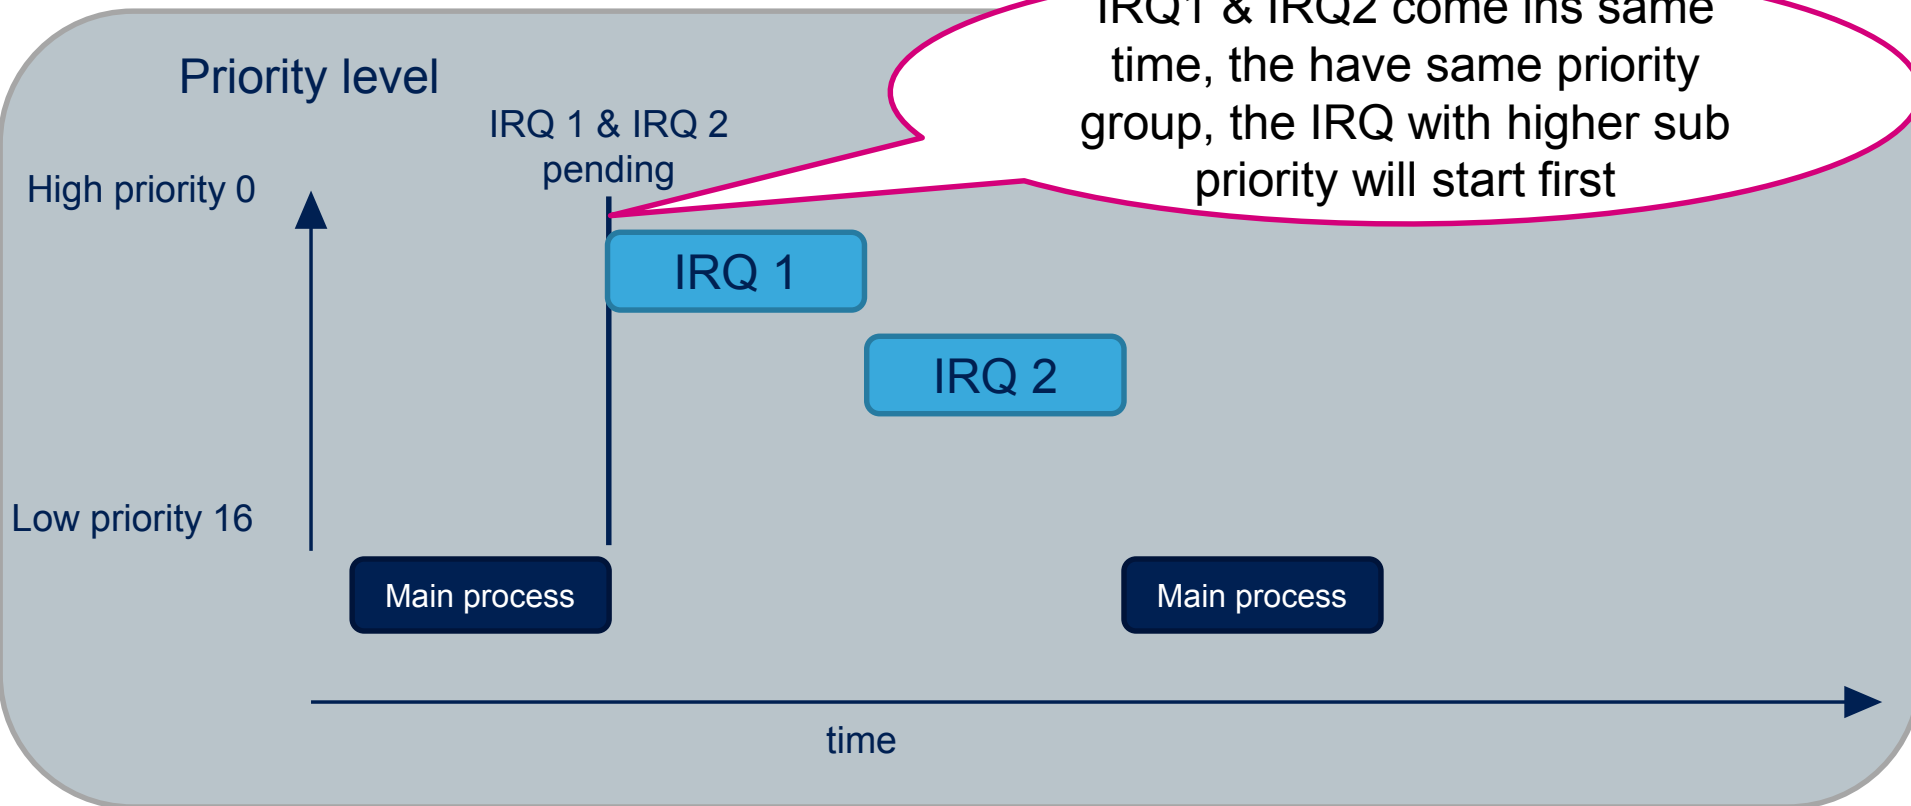 IRQ1 & IRQ2 come ins same
time, the have same priority
group, the IRQ with higher sub
priority will start first
Priority level
IRQ 1 & IRQ 2
pending
High priority 0
IRQ 1
IRQ 2
Low priority 16
Main process
Main process
time